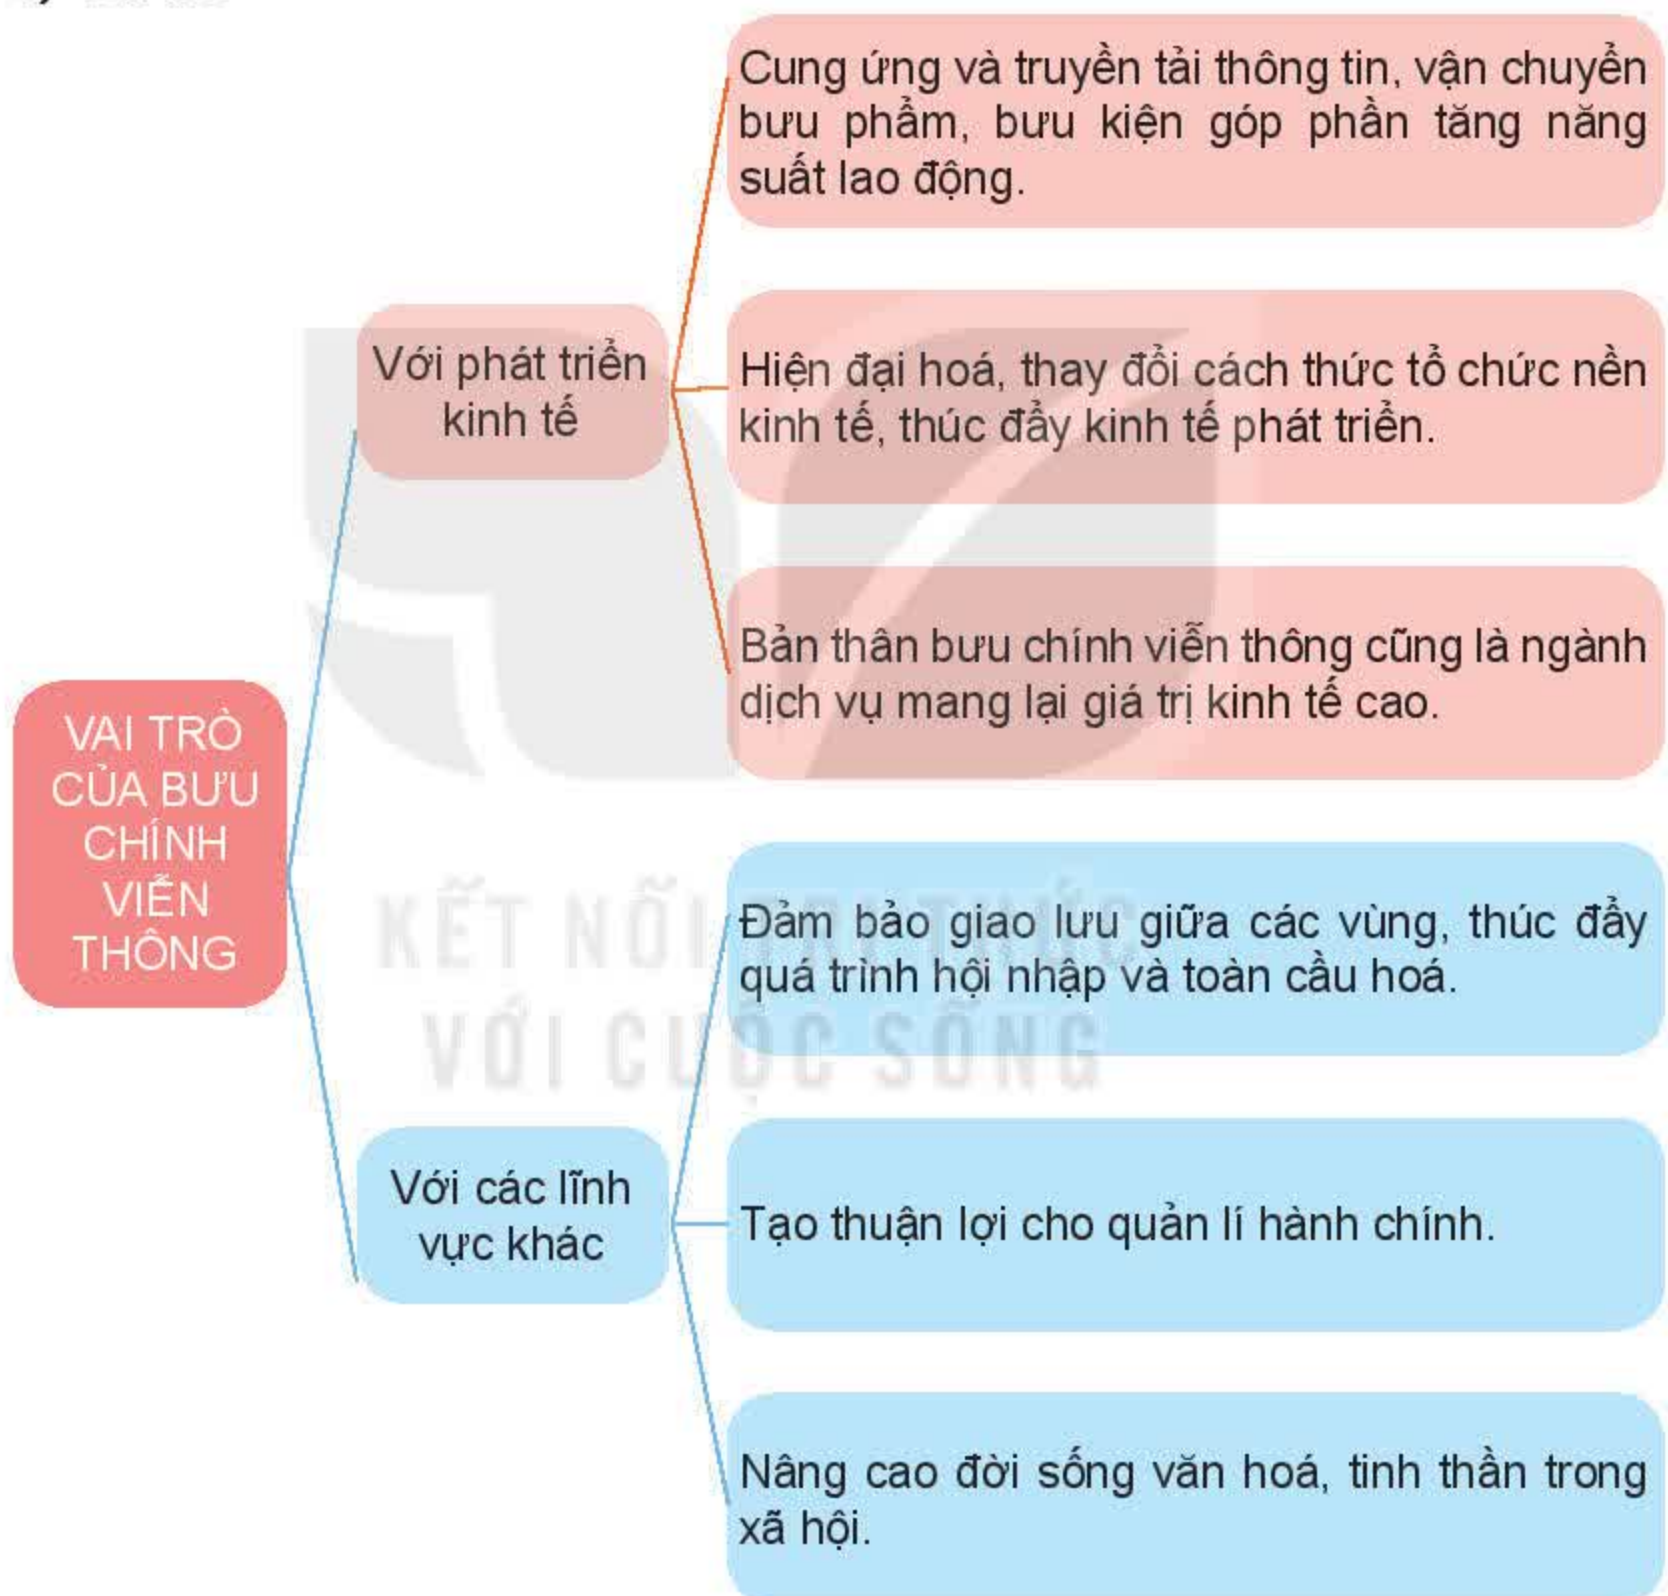 VAI TRÒ
CỦA BƯU
CHÍNH
VIỄN
THÔNG
Với phát triển
kinh tế
Cung ứng và truyền tải thông tin, vận chuyển
bưu phẩm, bưu kiện góp phần tăng năng
suất lao động.
Hiện đại hoá, thay đổi cách thức tổ chức nền
kinh tế, thúc đẩy kinh tế phát triển.
Bản thân bưu chính viễn thông cũng là ngành
dịch vụ mang lại giá trị kinh tế cao.
Với các lĩnh
vực khác
Đảm bảo giao lưu giữa các vùng, thúc đẩy
quá trình hội nhập và toàn cầu hoá.
Tạo thuận lợi cho quản lí hành chính.
Nâng cao đời sống văn hoá, tinh thần trong
xã hội.
KẾT NỐI TRI THỨC
VỚI CUỘC SỐNG